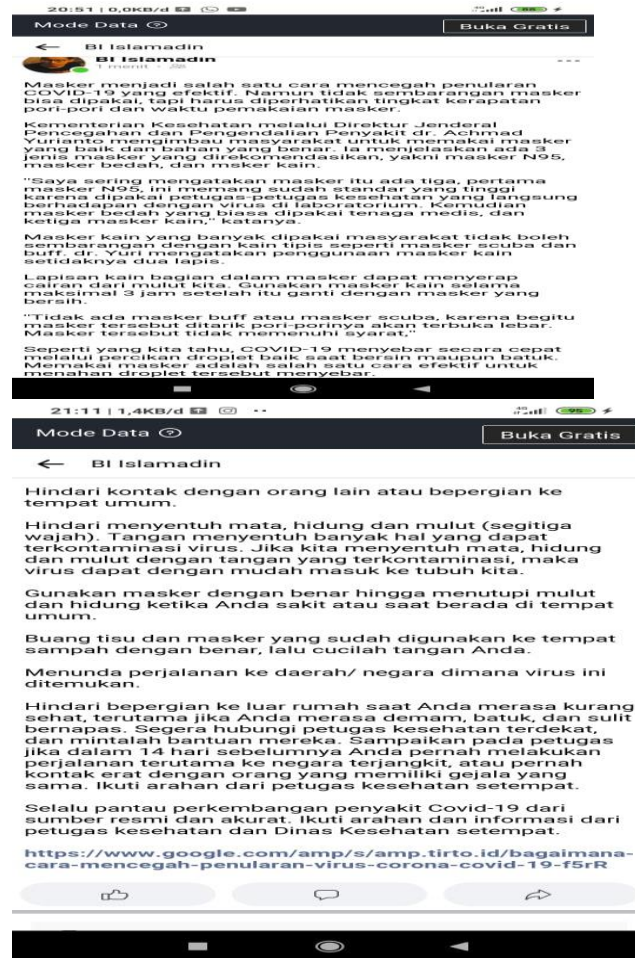 20:51 | 0,0KB/d
4G 88
Mode Data
Buka Gratis
BI Islamadin
BI Islamadin
1 menit
Masker menjadi salah satu cara mencegah penularan
COVID-19 yang efektif. Namun tidak sembarangan masker
bisa dipakai, tapi harus diperhatikan tingkat kerapatan
pori-pori dan waktu pemakaian masker.
Kementerian Kesehatan melalui Direktur Jenderal
Pencegahan dan Pengendalian Penyakit dr. Achmad
Yurianto mengimbau masyarakat untuk memakai masker
yang baik dan bahan yang benar. Ia menjelaskan ada 3
jenis masker yang direkomendasikan, yakni masker N95,
masker bedah, dan msker kain.
"Saya sering mengatakan masker itu ada tiga, pertama
masker N95, ini memang sudah standar yang tinggi
karena dipakai petugas-petugas kesehatan yang langsung
berhadapan dengan virus di laboratorium. Kemudian
masker bedah yang biasa dipakai tenaga medis, dan
ketiga masker kain," katanya.
Masker kain yang banyak dipakai masyarakat tidak boleh
sembarangan dengan kain tipis seperti masker scuba dan
buff. dr. Yuri mengatakan penggunaan masker kain
setidaknya dua lapis.
Lapisan kain bagian dalam masker dapat menyerap
cairan dari mulut kita. Gunakan masker kain selama
maksimal 3 jam setelah itu ganti dengan masker yang
bersih.
"Tidak ada masker buff atau masker scuba, karena begitu
masker tersebut ditarik pori-porinya akan terbuka lebar.
Masker tersebut tidak memenuhi syarat,"
Seperti yang kita tahu, COVID-19 menyebar secara cepat
melalui percikan droplet baik saat bersin maupun batuk.
Memakai masker adalah salah satu cara efektif untuk
menahan droplet tersebut menyebar.
21:11 | 1,4KB/d
4G 95
Mode Data
Buka Gratis
BI Islamadin
Hindari kontak dengan orang lain atau bepergian ke
tempat umum.
Hindari menyentuh mata, hidung dan mulut (segitiga
wajah). Tangan menyentuh banyak hal yang dapat
terkontaminasi virus. Jika kita menyentuh mata, hidung
dan mulut dengan tangan yang terkontaminasi, maka
virus dapat dengan mudah masuk ke tubuh kita.
Gunakan masker dengan benar hingga menutupi mulut
dan hidung ketika Anda sakit atau saat berada di tempat
umum.
Buang tisu dan masker yang sudah digunakan ke tempat
sampah dengan benar, lalu cucilah tangan Anda.
Menunda perjalanan ke daerah/ negara dimana virus ini
ditemukan.
Hindari bepergian ke luar rumah saat Anda merasa kurang
sehat, terutama jika Anda merasa demam, batuk, dan sulit
bernapas. Segera hubungi petugas kesehatan terdekat,
dan mintalah bantuan mereka. Sampaikan pada petugas
jika dalam 14 hari sebelumnya Anda pernah melakukan
perjalanan terutama ke negara terjangkit, atau pernah
kontak erat dengan orang yang memiliki gejala yang
sama. Ikuti arahan dari petugas kesehatan setempat.
Selalu pantau perkembangan penyakit Covid-19 dari
sumber resmi dan akurat. Ikuti arahan dan informasi dari
petugas kesehatan dan Dinas Kesehatan setempat.
https://www.google.com/amp/s/amp.tirto.id/bagaimana-
cara-mencegah-penularan-virus-corona-covid-19-f5rR